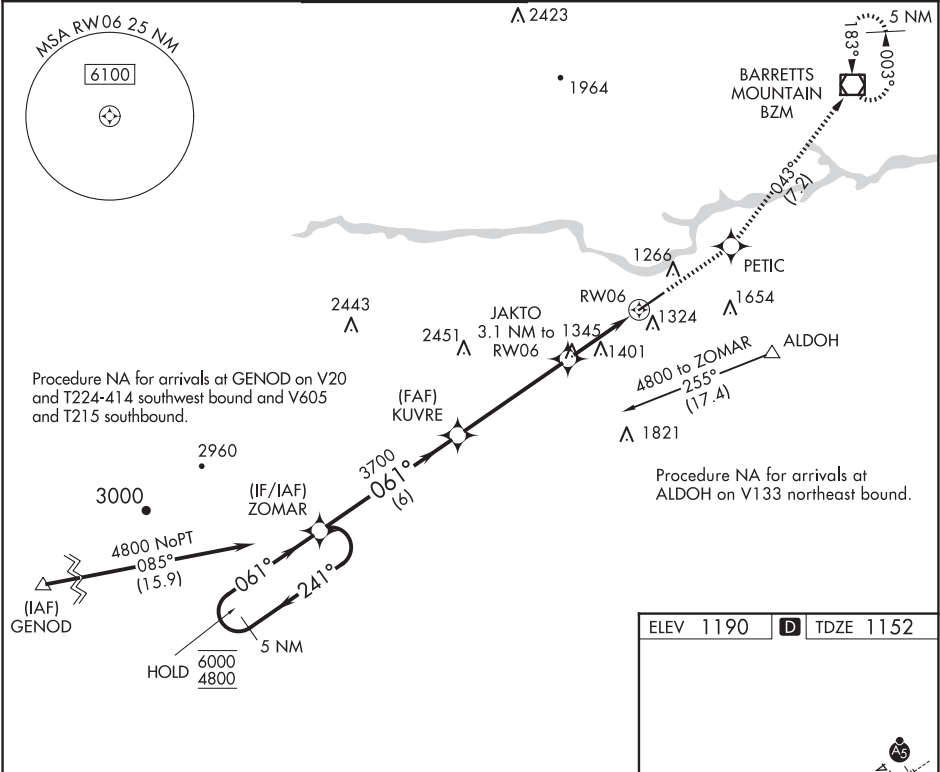 MSA RW06 25 NM
6100
2423
1964
5 NM
183°
003°
BARRETTS
MOUNTAIN
BZM
043°
(7.2)
1266
PETIC
RW06
1654
1324
2443
2451
JAKTO
3.1 NM to
RW06
1345
1401
ALDOH
4800 to ZOMAR
255°
(17.4)
1821
Procedure NA for arrivals at GENOD on V20
and T224-414 southwest bound and V605
and T215 southbound.
(FAF)
KUVRE
Procedure NA for arrivals at
ALDOH on V133 northeast bound.
2960
3000
3700
061°
(6)
(IF/IAF)
ZOMAR
4800 NoPT
085°
(15.9)
(IAF)
GENOD
061°
241°
5 NM
HOLD
6000
4800
ELEV 1190
D
TDZE 1152
A5